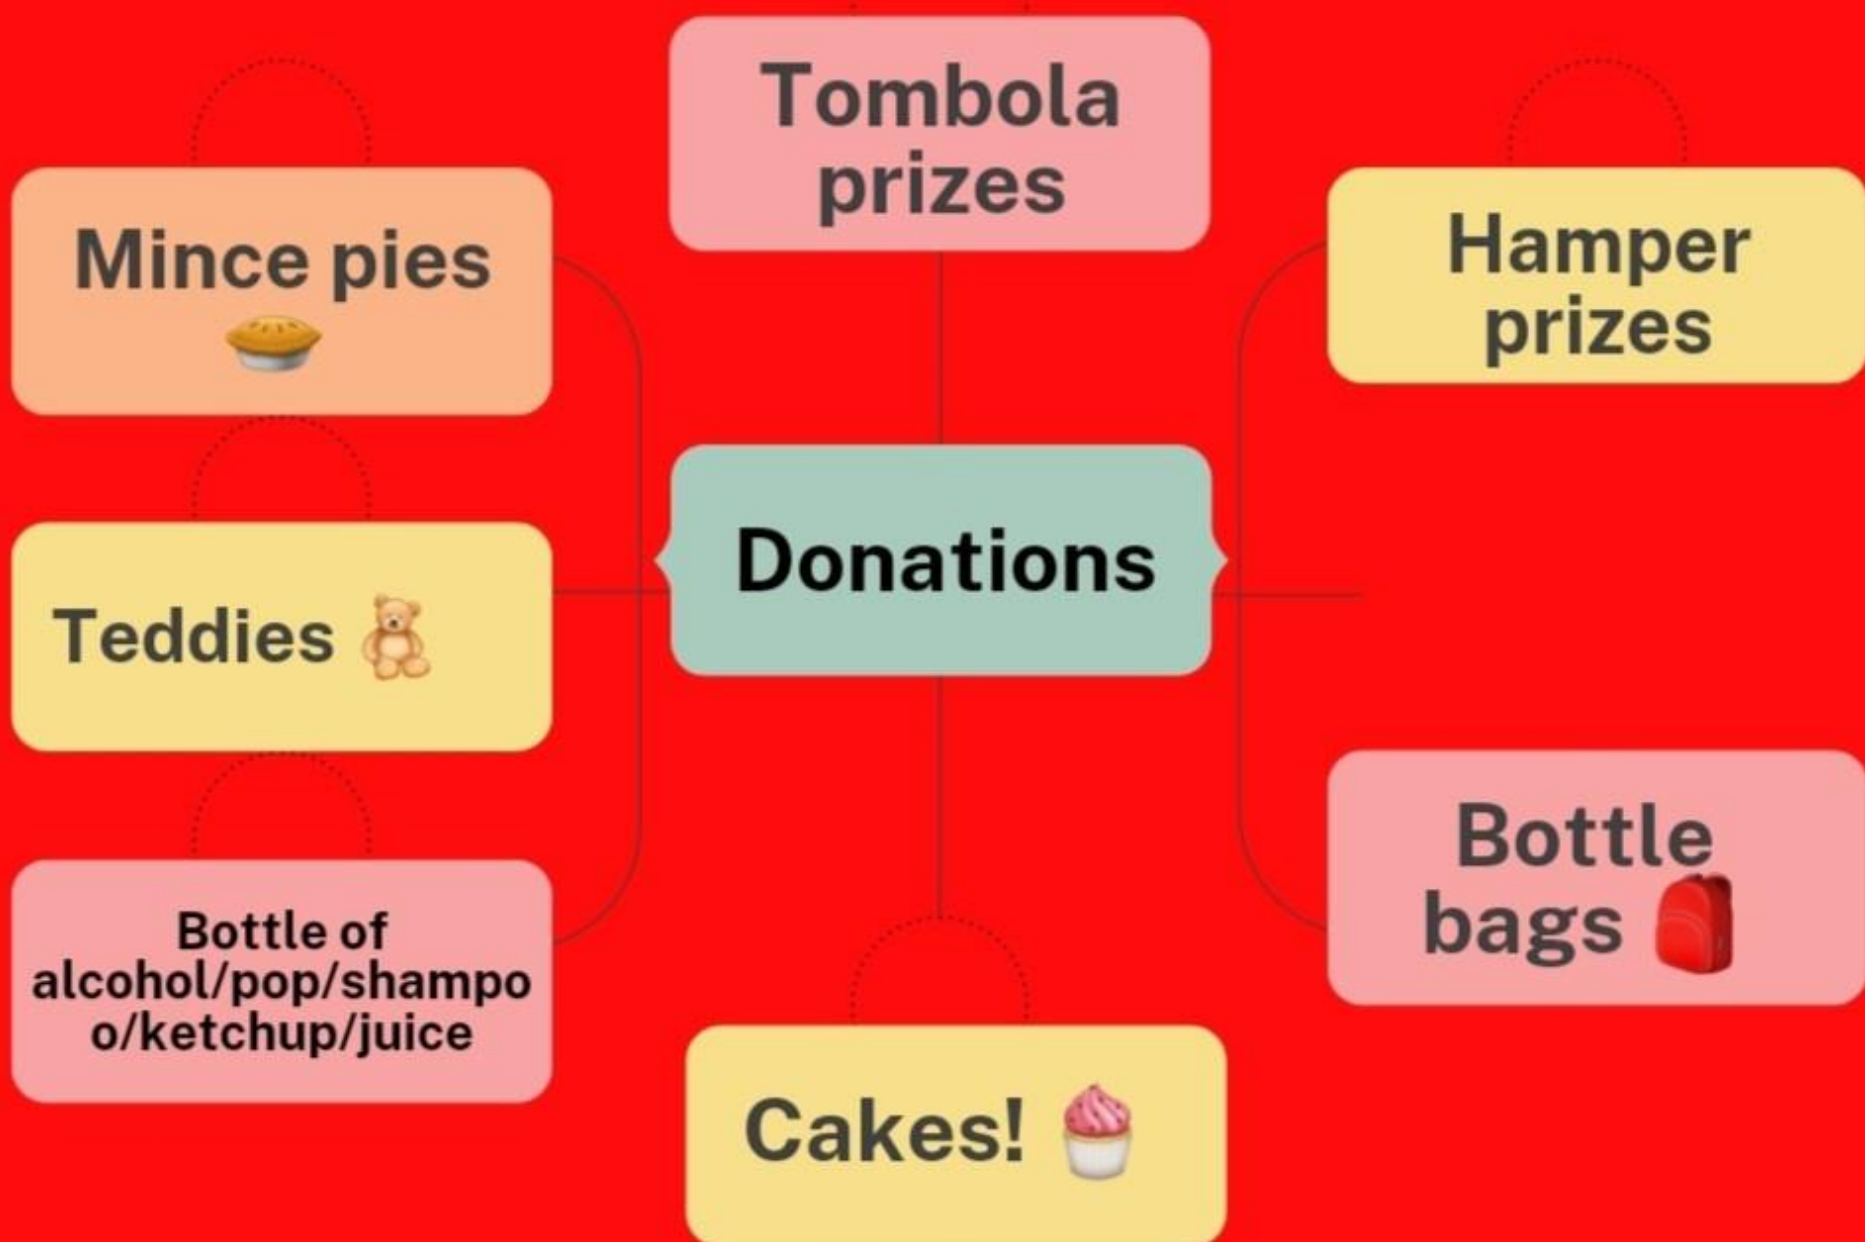 Tombola
prizes
Mince pies
Hamper
prizes
Donations
Teddies
Bottle
bags
Bottle of
alcohol/pop/shampo
o/ketchup/juice
Cakes!